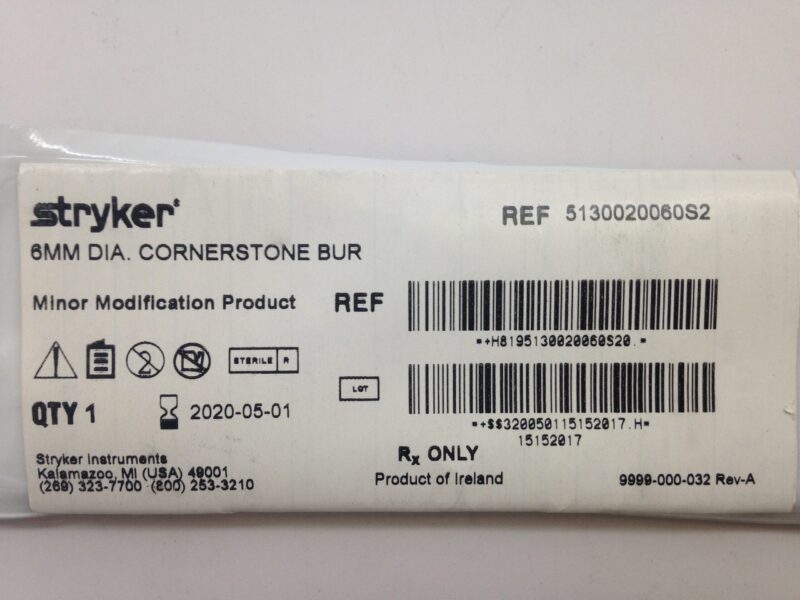 stryker®
REF 5130020060S2
6MM DIA. CORNERSTONE BUR
Minor Modification Product
REF
*+H8195130020060S20.*
2
STERILE R
LOT
*+$$320050115152017.H*
15152017
QTY 1
2020-05-01
Stryker Instruments
Kalamazoo, MI (USA) 49001
(269) 323-7700 (800) 253-3210
Rx ONLY
Product of Ireland
9999-000-032 Rev-A